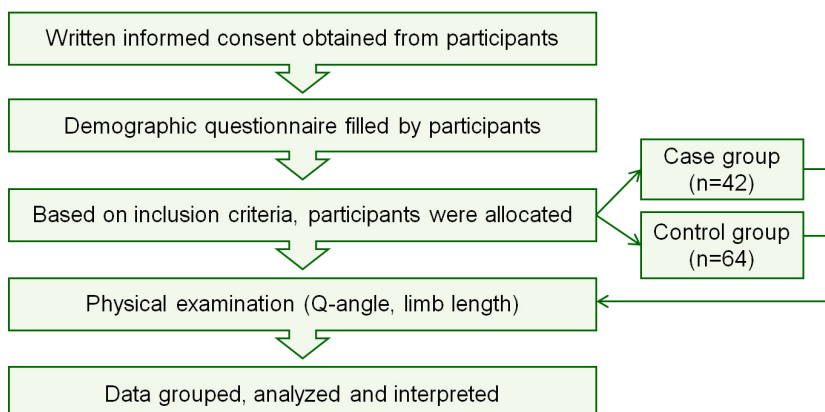 Written informed consent obtained from participants
Demographic questionnaire filled by participants
Based on inclusion criteria, participants were allocated
Case group
(n=42)
Control group
(n=64)
Physical examination (Q-angle, limb length)
Data grouped, analyzed and interpreted